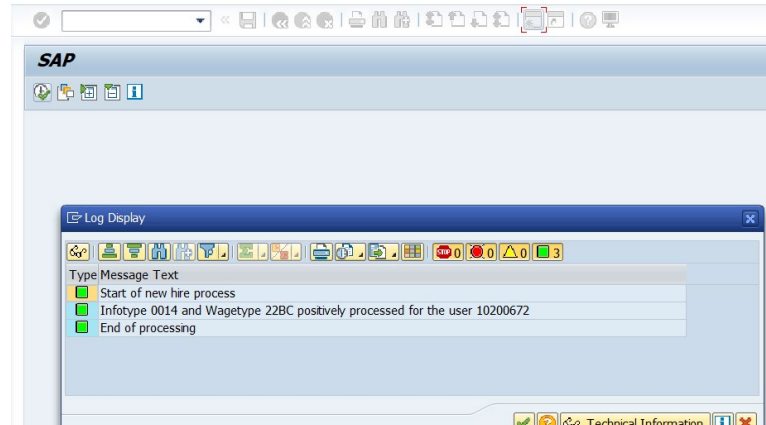 SAP
Log Display
STOP 0 0 0 3
Type Message Text
Start of new hire process
Infotype 0014 and Wagetype 22BC positively processed for the user 10200672
End of processing
Technical Information